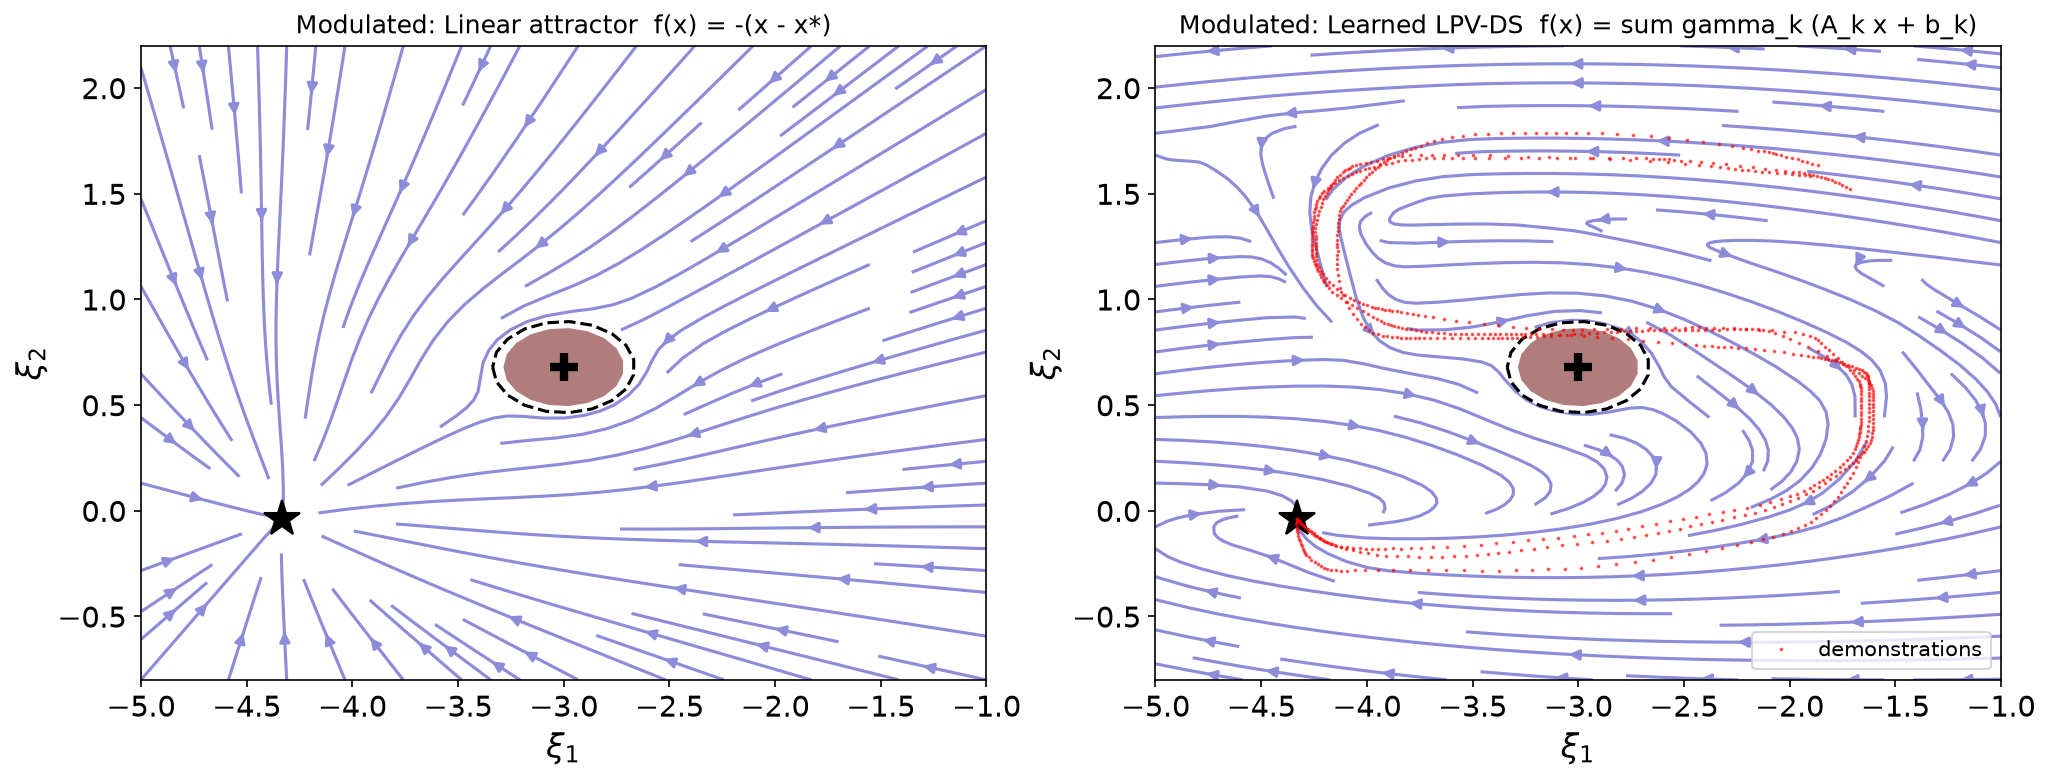 Modulated: Linear attractor f(x) = -(x - x*)
2.0
1.5
1.0
0.5
0.0
−0.5
ξ₂
−5.0 −4.5 −4.0 −3.5 −3.0 −2.5 −2.0 −1.5 −1.0
ξ₁
Modulated: Learned LPV-DS f(x) = sum gamma_k (A_k x + b_k)
2.0
1.5
1.0
0.5
0.0
−0.5
ξ₂
demonstrations
−5.0 −4.5 −4.0 −3.5 −3.0 −2.5 −2.0 −1.5 −1.0
ξ₁